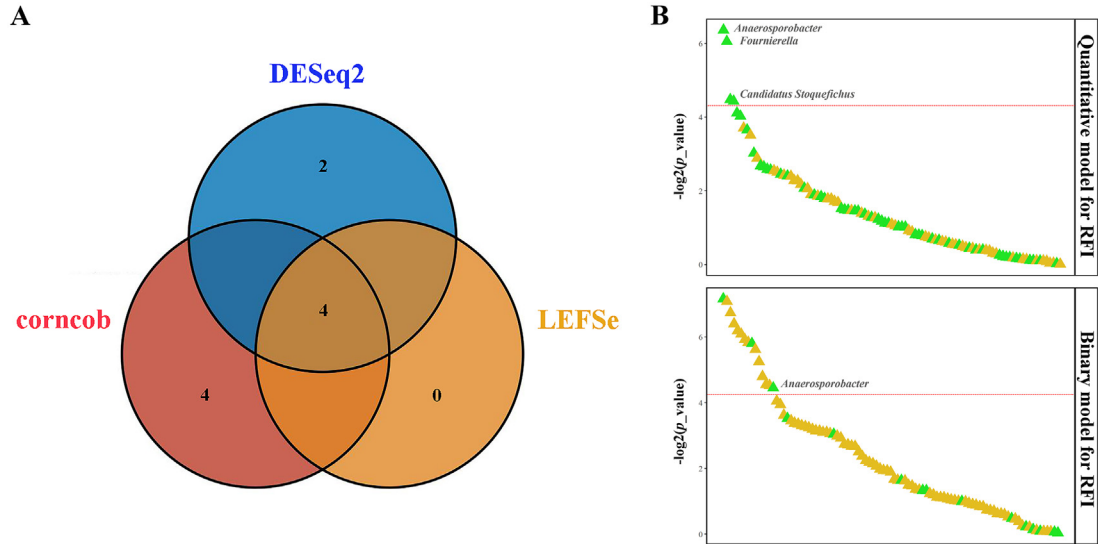 A
DESeq2
2
4
corncob
LEFSe
4
0
B
Anaerosporobacter
Fournierella
Candidatus Stoquefichus
6
4
2
0
-log2(p_value)
Quantitative model for RFI
Anaerosporobacter
6
4
2
0
-log2(p_value)
Binary model for RFI